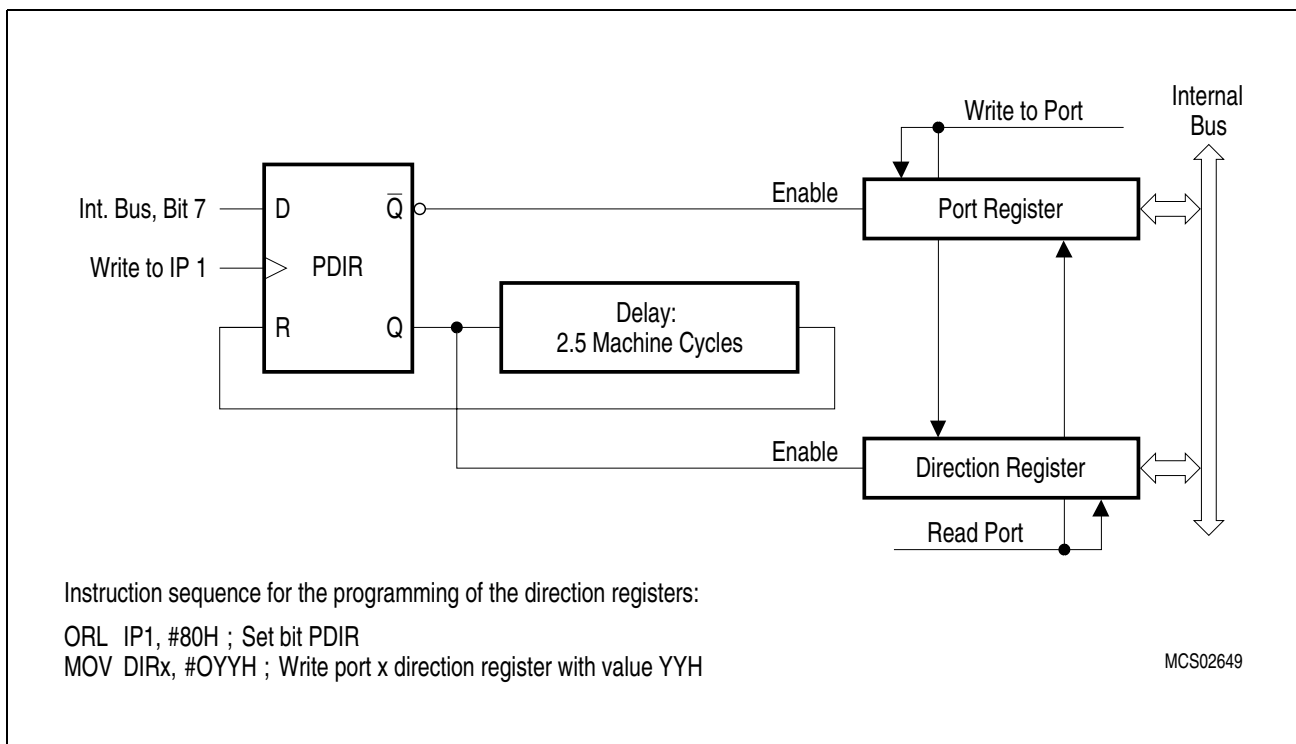 Write to Port
Internal
Bus
Int. Bus, Bit 7
D
Q
Enable
Port Register
Write to IP 1
PDIR
R
Q
Delay:
2.5 Machine Cycles
Enable
Direction Register
Read Port
Instruction sequence for the programming of the direction registers:
ORL IP1, #80H ; Set bit PDIR
MOV DIRx, #OYYH ; Write port x direction register with value YYH
MCS02649